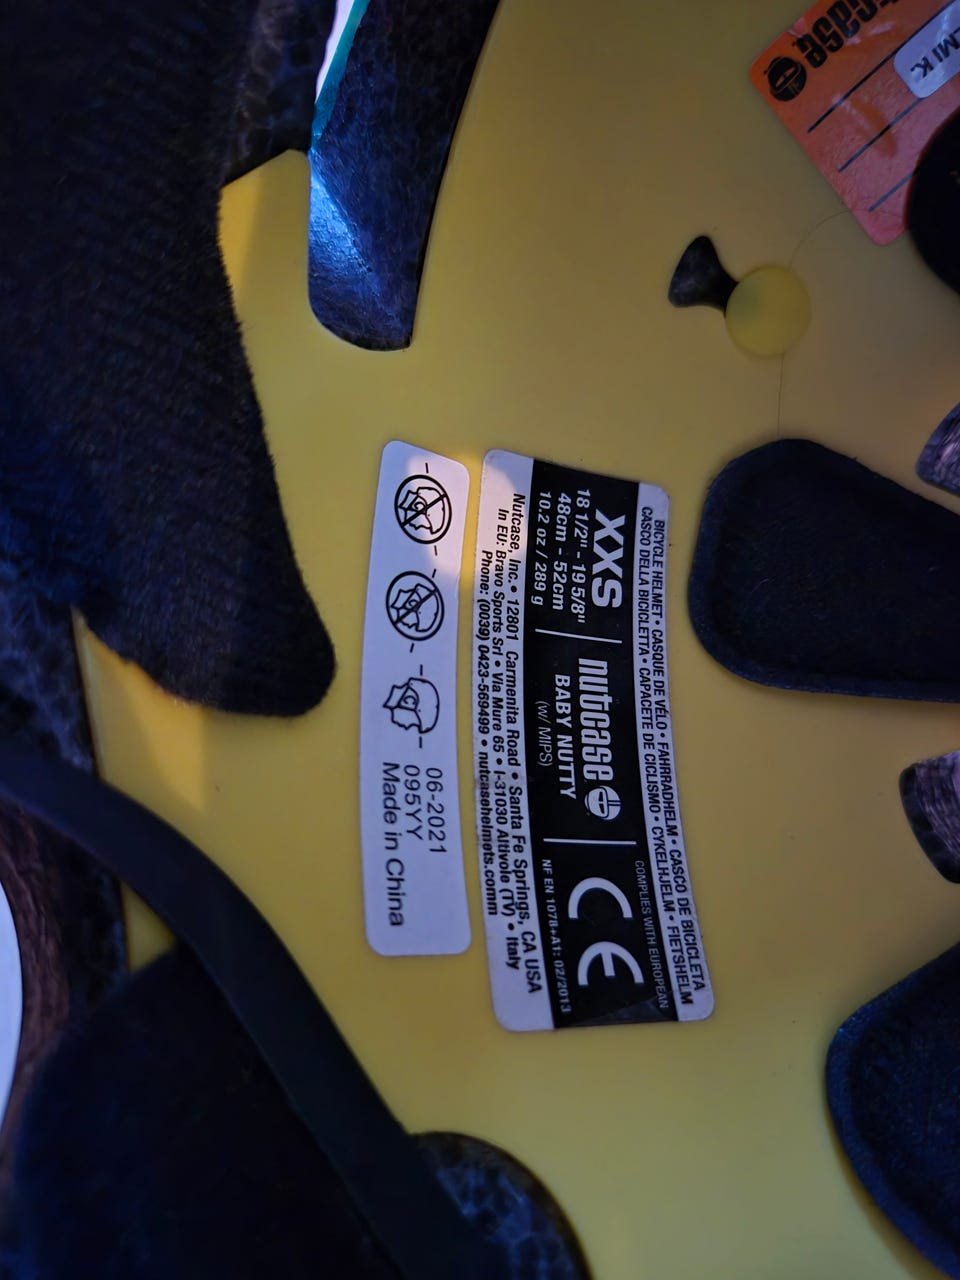 CASE
LMI K.
BICYCLE HELMET • CASQUE DE VÉLO • FAHRRADHELM • CASCO DE BICICLETA
CASCO DELLA BICICLETTA • CAPACETE DE CICLISMO • CYKELHJELM • FIETSHELM
XXS
18 1/2" - 19 5/8"
48cm - 52cm
10.2 oz / 289 g
nutcase
BABY NUTTY
(w/ MIPS)
COMPLIES WITH EUROPEAN
CE
NF EN 1078+A1: 02/2013
Nutcase, Inc. • 12801 Carmenita Road • Santa Fe Springs, CA USA
In EU: Bravo Sports Srl • Via Mure 65 • I-31030 Altivole (TV) • Italy
Phone: (0039) 0423-569499 • nutcasehelmets.comm
06-2021
095YY
Made in China